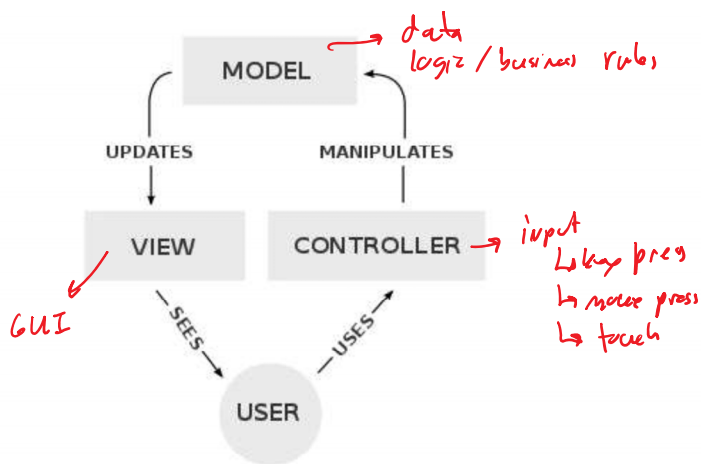 MODEL
data
logic / business rules
UPDATES
MANIPULATES
VIEW
CONTROLLER
input
↳ key press
↳ mouse press
↳ touch
GUI
SEES
USES
USER